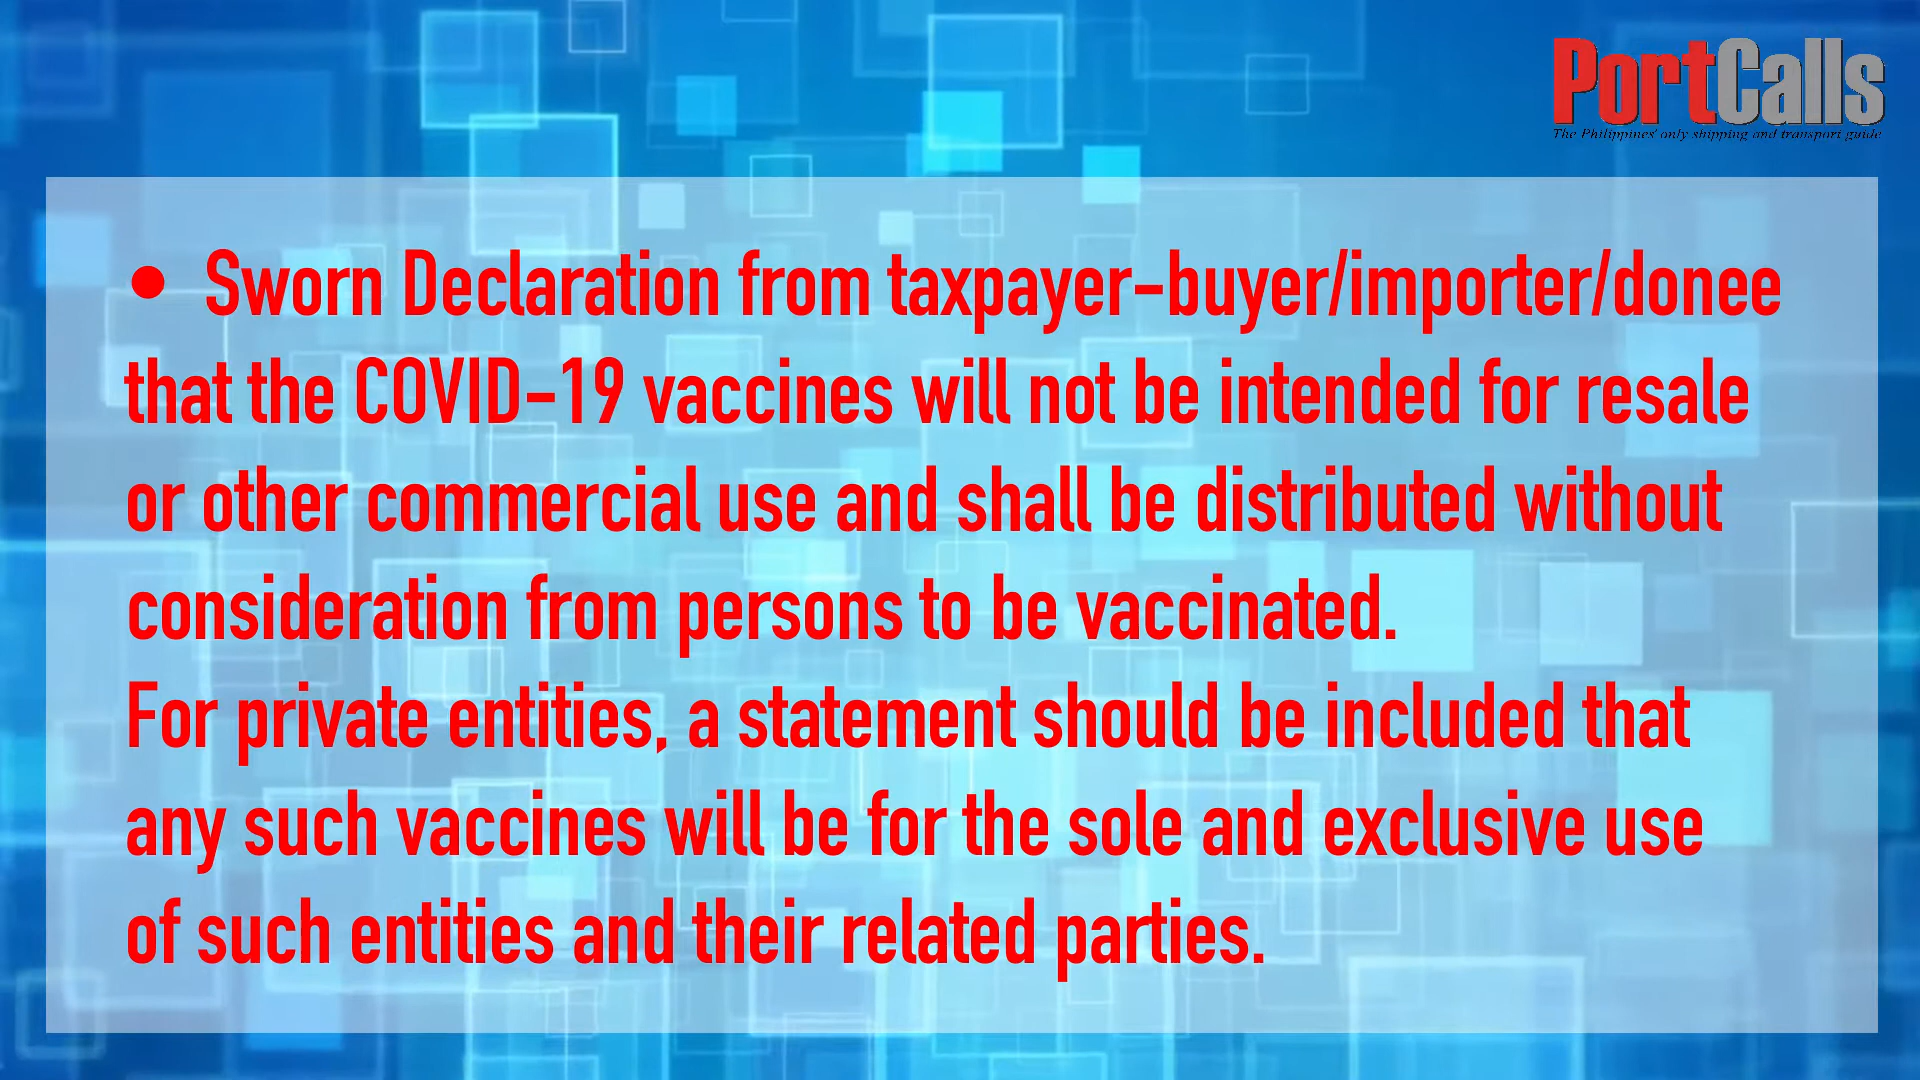 PortCalls
The Philippines' only shipping and transport guide
• Sworn Declaration from taxpayer-buyer/importer/donee
that the COVID-19 vaccines will not be intended for resale
or other commercial use and shall be distributed without
consideration from persons to be vaccinated.
For private entities, a statement should be included that
any such vaccines will be for the sole and exclusive use
of such entities and their related parties.